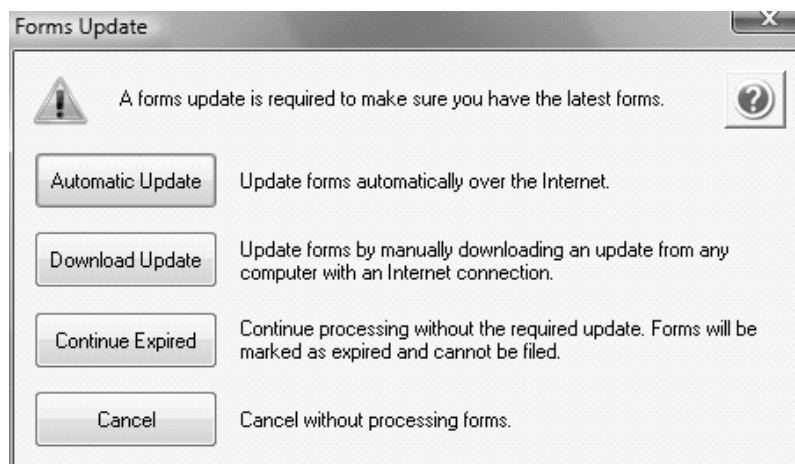 Forms Update
A forms update is required to make sure you have the latest forms.
Automatic Update
Update forms automatically over the Internet.
Download Update
Update forms by manually downloading an update from any
computer with an Internet connection.
Continue Expired
Continue processing without the required update. Forms will be
marked as expired and cannot be filed.
Cancel
Cancel without processing forms.